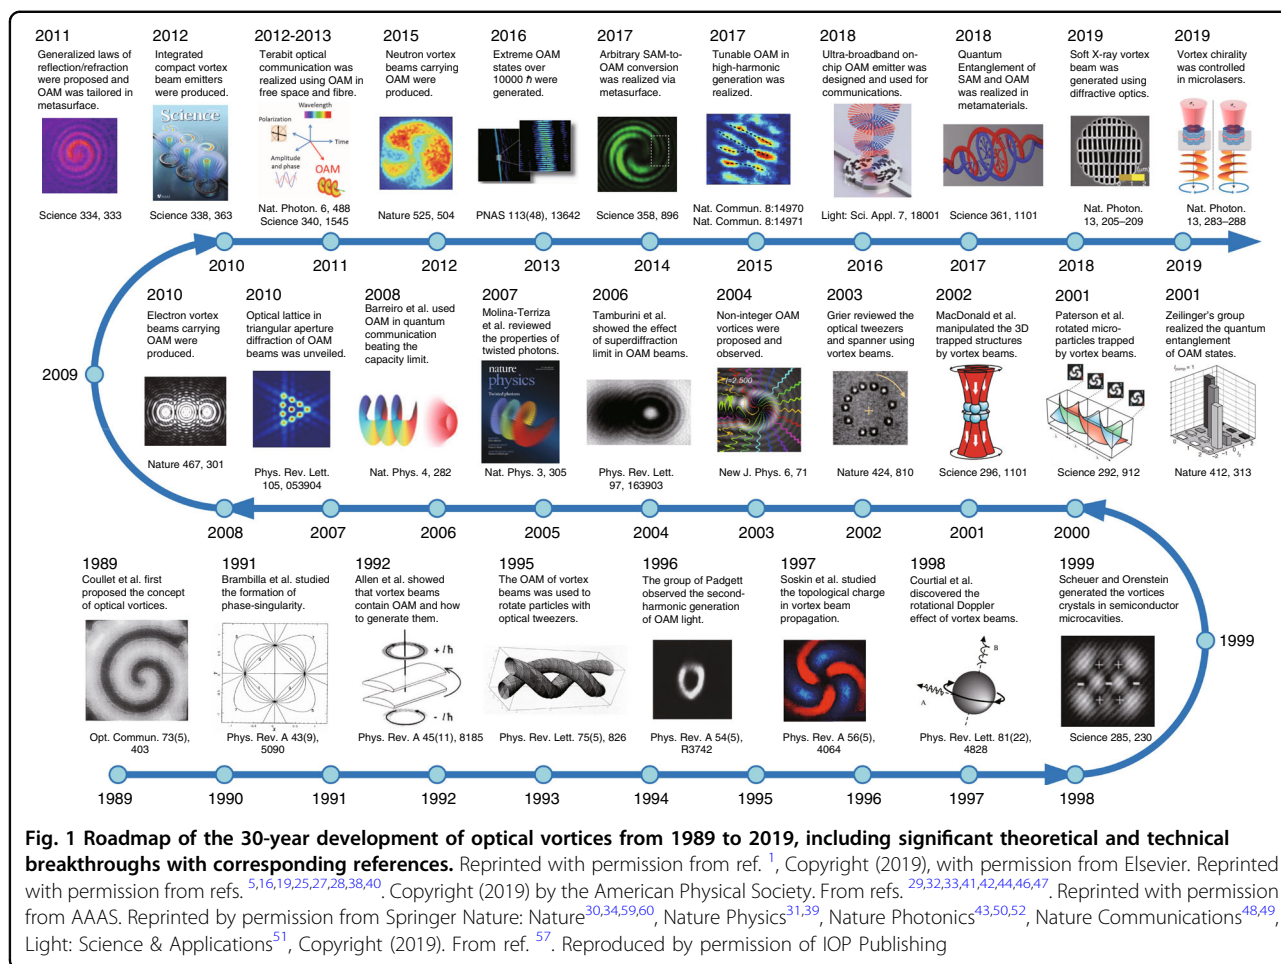 2011
Generalized laws of
reflection/refraction
were proposed and
OAM was tailored in
metasurface.
Science 334, 333
2012
Integrated
compact vortex
beam emitters
were produced.
Science
Science 338, 363
2012-2013
Terabit optical
communication was
realized using OAM in
free space and fibre.
Wavelength
Polarization
Time
Amplitude
and phase
OAM
Nat. Photon. 6, 488
Science 340, 1545
2015
Neutron vortex
beams carrying
OAM were
produced.
Nature 525, 504
2016
Extreme OAM
states over
10000 ℏ were
generated.
PNAS 113(48), 13642
2017
Arbitrary SAM-to-
OAM conversion
was realized via
metasurface.
Science 358, 896
2017
Tunable OAM in
high-harmonic
generation was
realized.
Nat. Commun. 8:14970
Nat. Commun. 8:14971
2018
Ultra-broadband on-
chip OAM emitter was
designed and used for
communications.
Light: Sci. Appl. 7, 18001
2018
Quantum
Entanglement of
SAM and OAM
was realized in
metamaterials.
Science 361, 1101
2019
Soft X-ray vortex
beam was
generated using
diffractive optics.
Nat. Photon.
13, 205–209
2019
Vortex chirality
was controlled
in microlasers.
Nat. Photon.
13, 283–288
2010 2011 2012 2013 2014 2015 2016 2017 2018 2019
2009
2010
Electron vortex
beams carrying
OAM were
produced.
Nature 467, 301
2010
Optical lattice in
triangular aperture
diffraction of OAM
beams was unveiled.
Phys. Rev. Lett.
105, 053904
2008
Barreiro et al. used
OAM in quantum
communication
beating the
capacity limit.
Nat. Phys. 4, 282
2007
Molina-Terriza
et al. reviewed
the properties of
twisted photons.
nature
physics
Twisted photons
Nat. Phys. 3, 305
2006
Tamburini et al.
showed the effect
of superdiffraction
limit in OAM beams.
Phys. Rev. Lett.
97, 163903
2004
Non-integer OAM
vortices were
proposed and
observed.
l=2.500
New J. Phys. 6, 71
2003
Grier reviewed the
optical tweezers
and spanner using
vortex beams.
Nature 424, 810
2002
MacDonald et al.
manipulated the 3D
trapped structures
by vortex beams.
Science 296, 1101
2001
Paterson et al.
rotated micro-
particles trapped
by vortex beams.
Science 292, 912
2001
Zeilinger's group
realized the quantum
entanglement
of OAM states.
Nature 412, 313
2008 2007 2006 2005 2004 2003 2002 2001 2000
1999
1989
Coullet et al. first
proposed the concept
of optical vortices.
Opt. Commun. 73(5),
403
1991
Brambilla et al. studied
the formation of
phase-singularity.
Phys. Rev. A 43(9),
5090
1992
Allen et al. showed
that vortex beams
contain OAM and how
to generate them.
+ lℏ
- lℏ
Phys. Rev. A 45(11), 8185
1995
The OAM of vortex
beams was used to
rotate particles with
optical tweezers.
Phys. Rev. Lett. 75(5), 826
1996
The group of Padgett
observed the second-
harmonic generation
of OAM light.
Phys. Rev. A 54(5),
R3742
1997
Soskin et al. studied
the topological charge
in vortex beam
propagation.
Phys. Rev. A 56(5),
4064
1998
Courtial et al.
discovered the
rotational Doppler
effect of vortex beams.
B
A
Phys. Rev. Lett. 81(22),
4828
1999
Scheuer and Orenstein
generated the vortices
crystals in semiconductor
microcavities.
Science 285, 230
1989 1990 1991 1992 1993 1994 1995 1996 1997 1998
Fig. 1 Roadmap of the 30-year development of optical vortices from 1989 to 2019, including significant theoretical and technical
breakthroughs with corresponding references. Reprinted with permission from ref. 1, Copyright (2019), with permission from Elsevier. Reprinted
with permission from refs. 5,16,19,25,27,28,38,40. Copyright (2019) by the American Physical Society. From refs. 29,32,33,41,42,44,46,47. Reprinted with permission
from AAAS. Reprinted by permission from Springer Nature: Nature30,34,59,60, Nature Physics31,39, Nature Photonics43,50,52, Nature Communications48,49,
Light: Science & Applications51, Copyright (2019). From ref. 57. Reproduced by permission of IOP Publishing